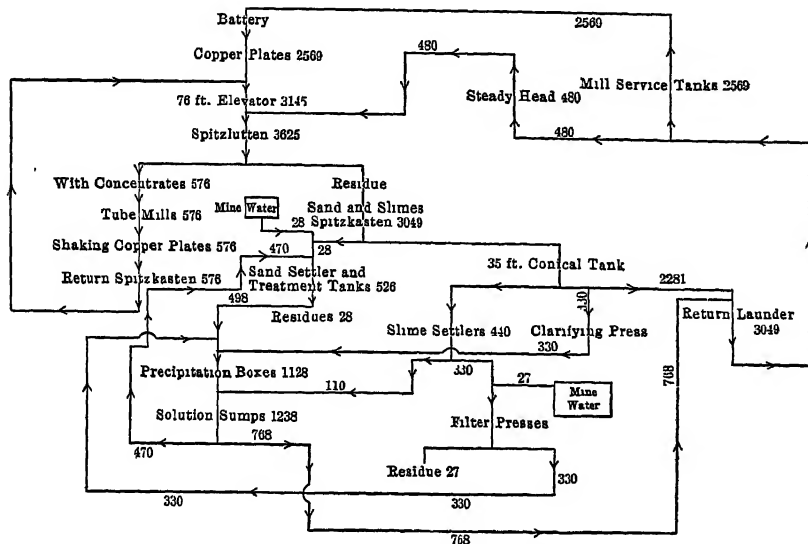 Battery
2560
Copper Plates 2569
480
Mill Service Tanks 2569
Steady Head 480
76 ft. Elevator 3145
Spitzlutten 3625
480
With Concentrates 576
Residue
Tube Mills 576
Mine Water
Sand and Slimes
Spitzkasten 3049
28
28
Shaking Copper Plates 576
470
35 ft. Conical Tank
Return Spitzkasten 576
Sand Settler and
Treatment Tanks 526
2281
498
330
Residues 28
Slime Settlers 440
Clarifying Press
Return Launder
3049
330
330
768
Precipitation Boxes 1128
110
27
Mine
Water
Solution Sumps 1238
Filter Presses
768
470
Residue 27
330
330
330
768